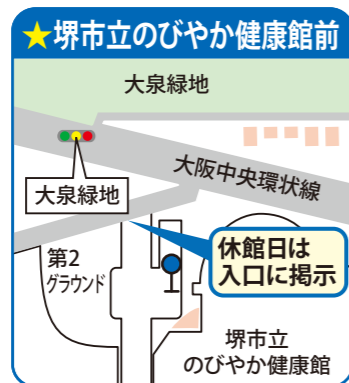 ★堺市立のびやか健康館前
大泉緑地
大阪中央環状線
大泉緑地
休館日は
入口に掲示
第2
グラウンド
堺市立
のびやか健康館